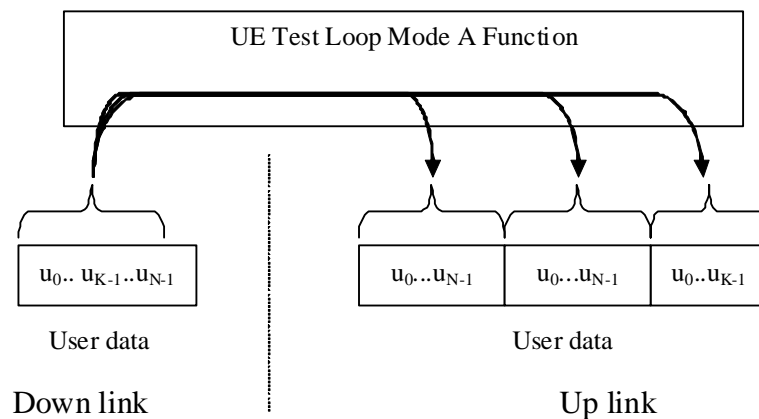 UE Test Loop Mode A Function
u0.. uK-1..uN-1
u0...uN-1
u0...uN-1
u0..uK-1
User data
User data
Down link
Up link